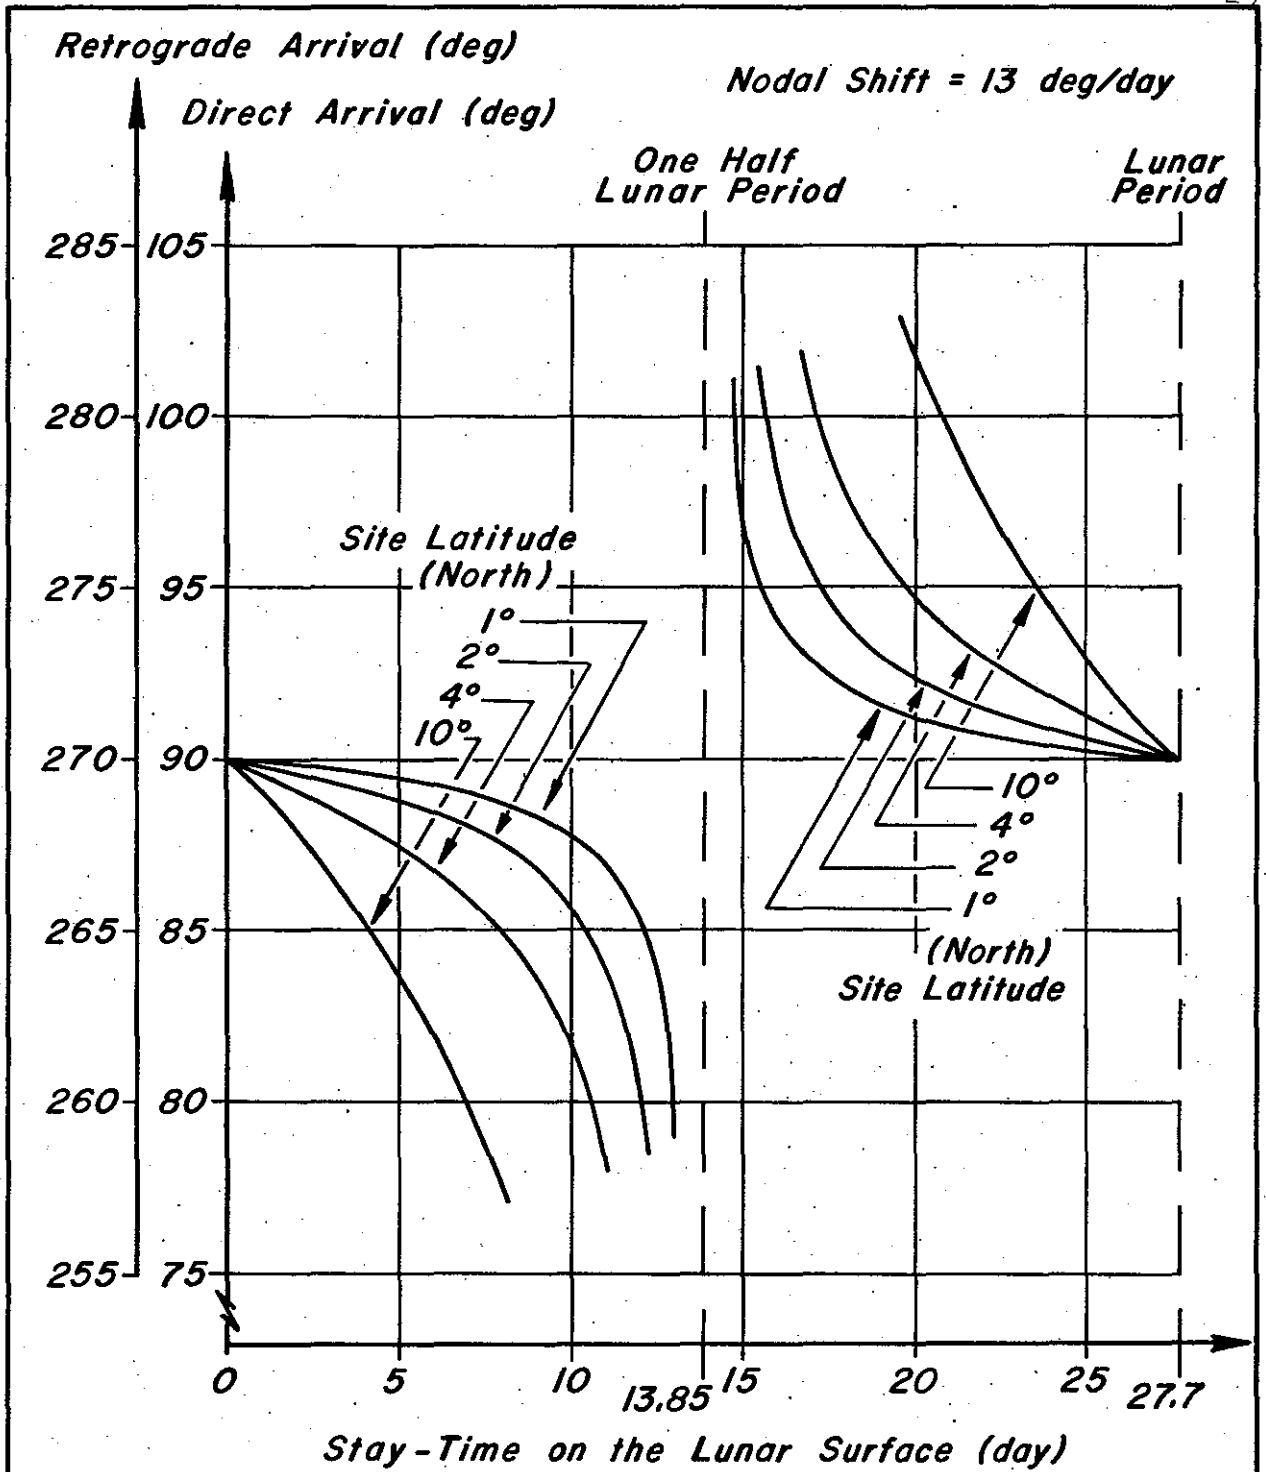 Retrograde Arrival (deg)
Direct Arrival (deg)
Nodal Shift = 13 deg/day
One Half
Lunar Period
Lunar
Period
285 105
280 100
275 95
270 90
265 85
260 80
255 75
Site Latitude
(North)
1°
2°
4°
10°
10°
4°
2°
1°
(North)
Site Latitude
0 5 10 13.85 15 20 25 27.7
Stay-Time on the Lunar Surface (day)